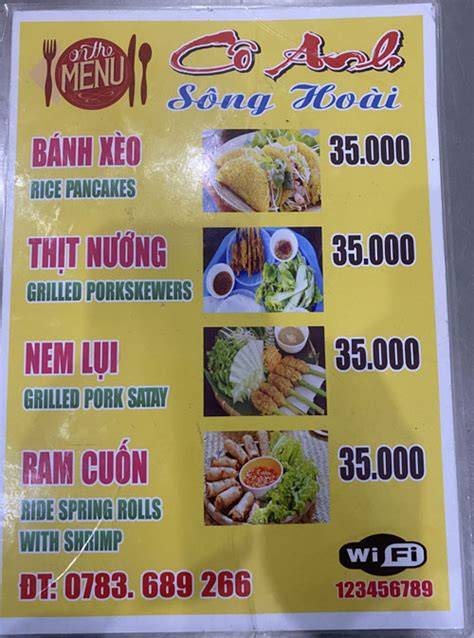 on the
MENU
Cô Anh
Sông Hoài
BÁNH XÈO
RICE PANCAKES
35.000
THỊT NƯỚNG
GRILLED PORKSKEWERS
35.000
NEM LỤI
GRILLED PORK SATAY
35.000
RAM CUỐN
RIDE SPRING ROLLS
WITH SHRIMP
35.000
ĐT: 0783. 689 266
WiFi
123456789